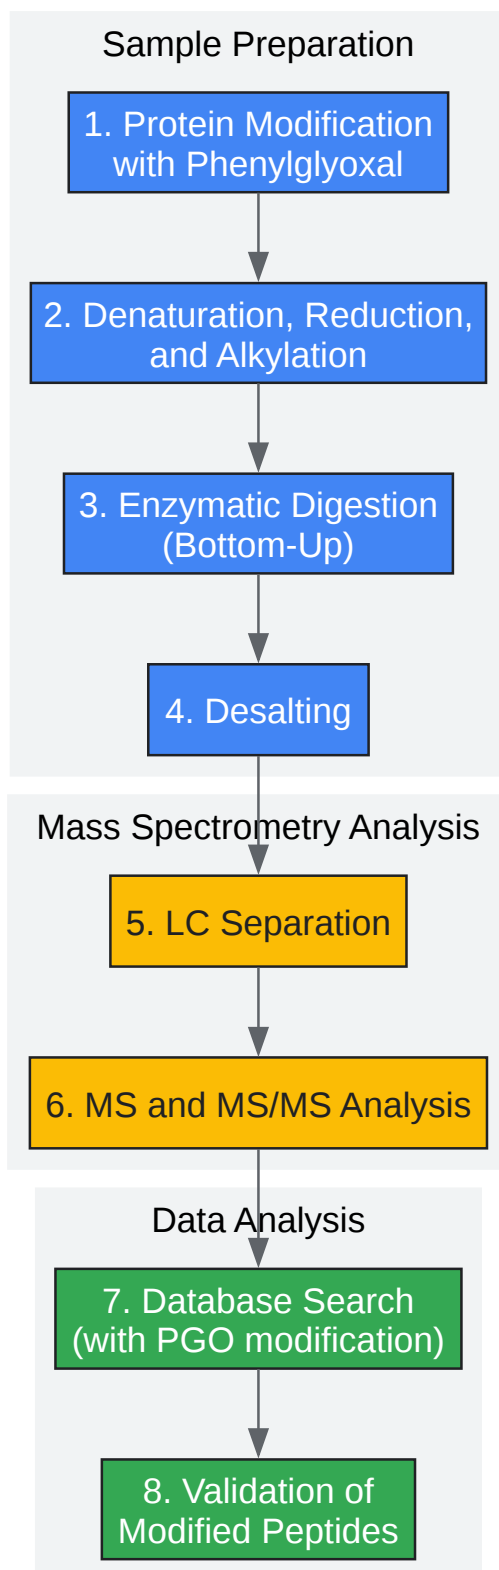 Sample Preparation
1. Protein Modification
with Phenylglyoxal
2. Denaturation, Reduction,
and Alkylation
3. Enzymatic Digestion
(Bottom-Up)
4. Desalting
Mass Spectrometry Analysis
5. LC Separation
6. MS and MS/MS Analysis
Data Analysis
7. Database Search
(with PGO modification)
8. Validation of
Modified Peptides